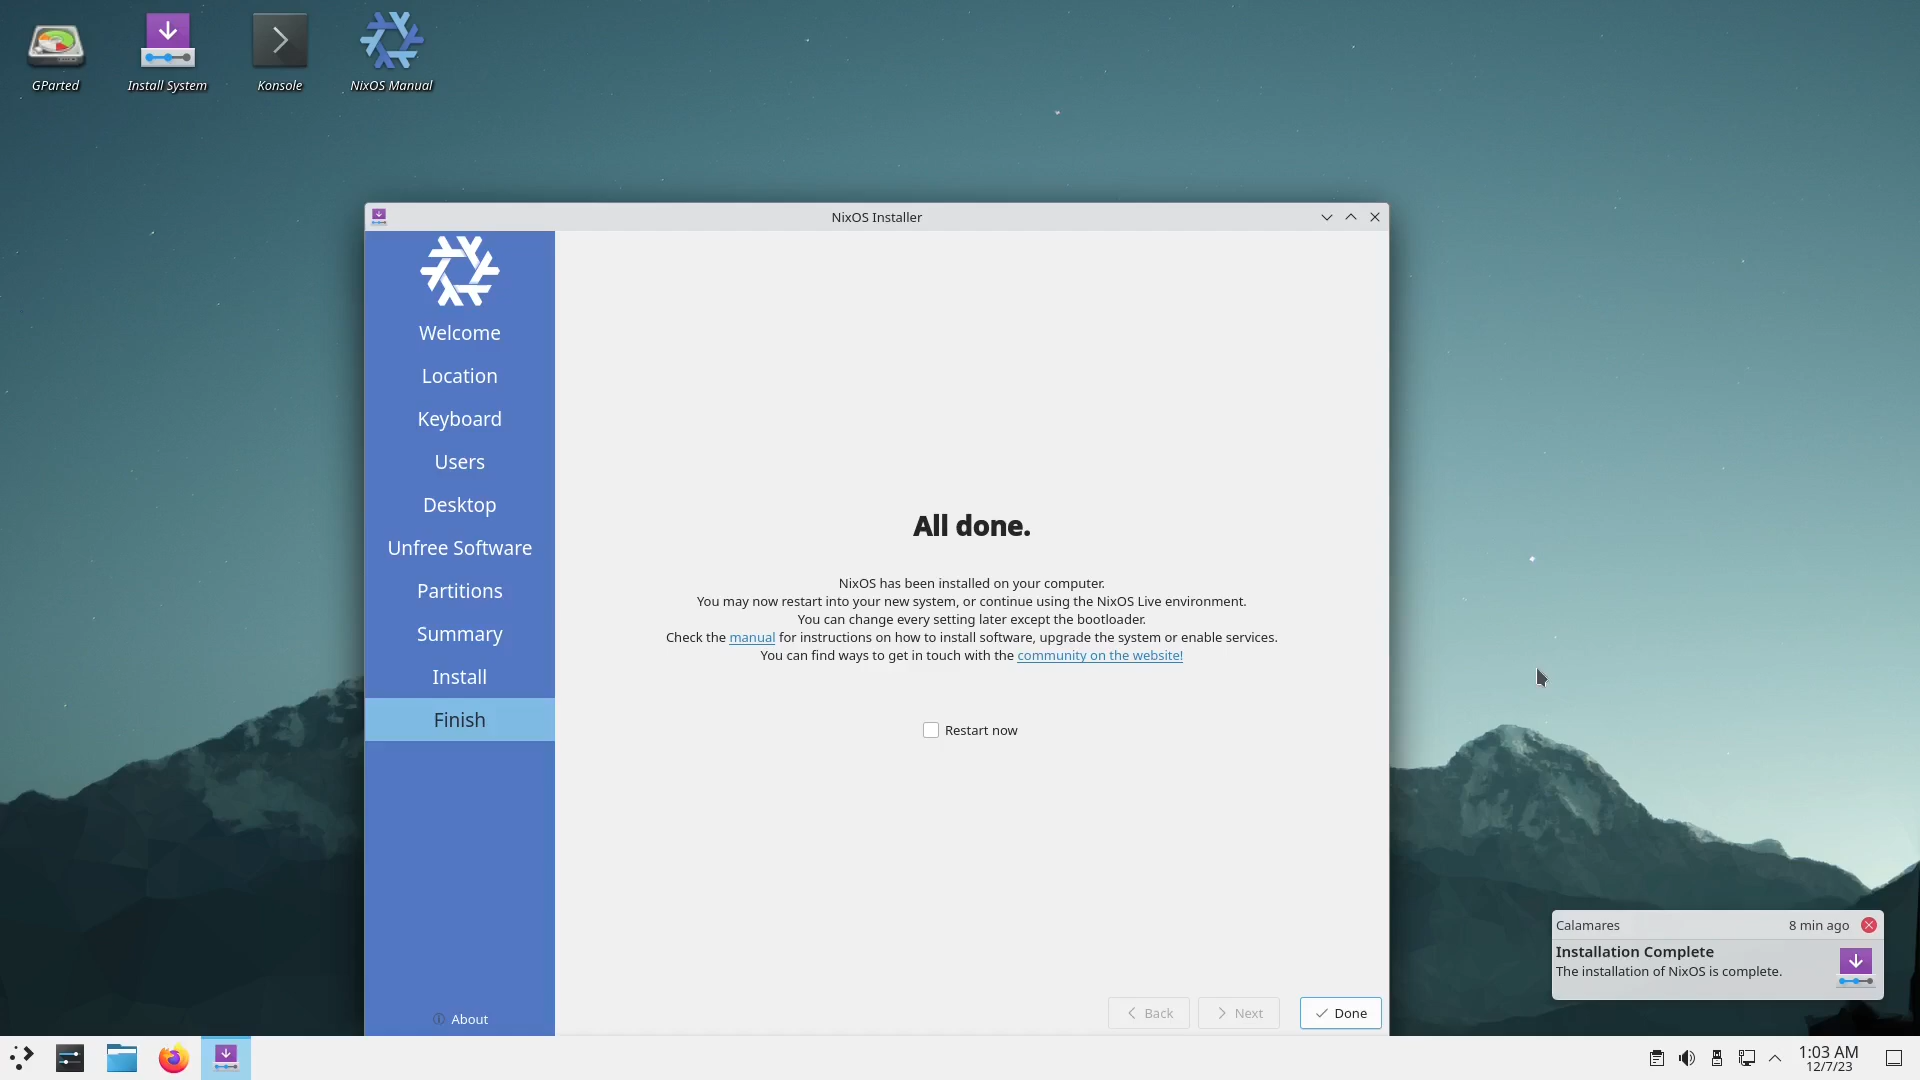 GParted
Install System
Konsole
NixOS Manual
NixOS Installer
Welcome
Location
Keyboard
Users
Desktop
Unfree Software
Partitions
Summary
Install
Finish
About
All done.
NixOS has been installed on your computer.
You may now restart into your new system, or continue using the NixOS Live environment.
You can change every setting later except the bootloader.
Check the manual for instructions on how to install software, upgrade the system or enable services.
You can find ways to get in touch with the community on the website!
Restart now
Back
Next
Done
Calamares
8 min ago
Installation Complete
The installation of NixOS is complete.
1:03 AM
12/7/23